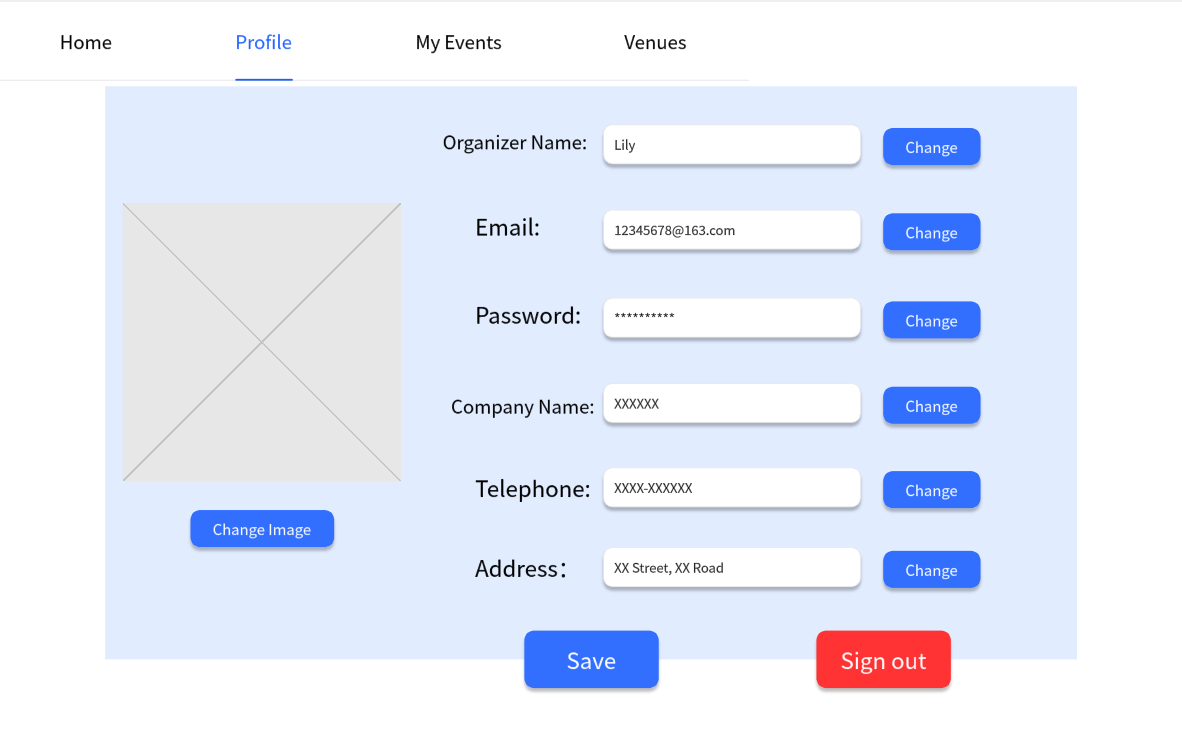 Home Profile My Events Venues
Organizer Name: Lily Change
Email: 12345678@163.com Change
Password: ********** Change
Company Name: XXXXXX Change
Telephone: XXXX-XXXXXX Change
Change Image
Address： XX Street, XX Road Change
Save Sign out